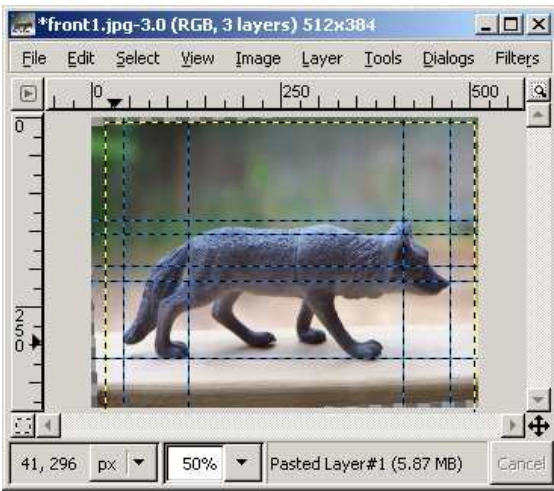 *front1.jpg-3.0 (RGB, 3 layers) 512x384
File Edit Select View Image Layer Tools Dialogs Filters
0 250 500
0
250
41, 296 px 50% Pasted Layer#1 (5.87 MB) Cancel